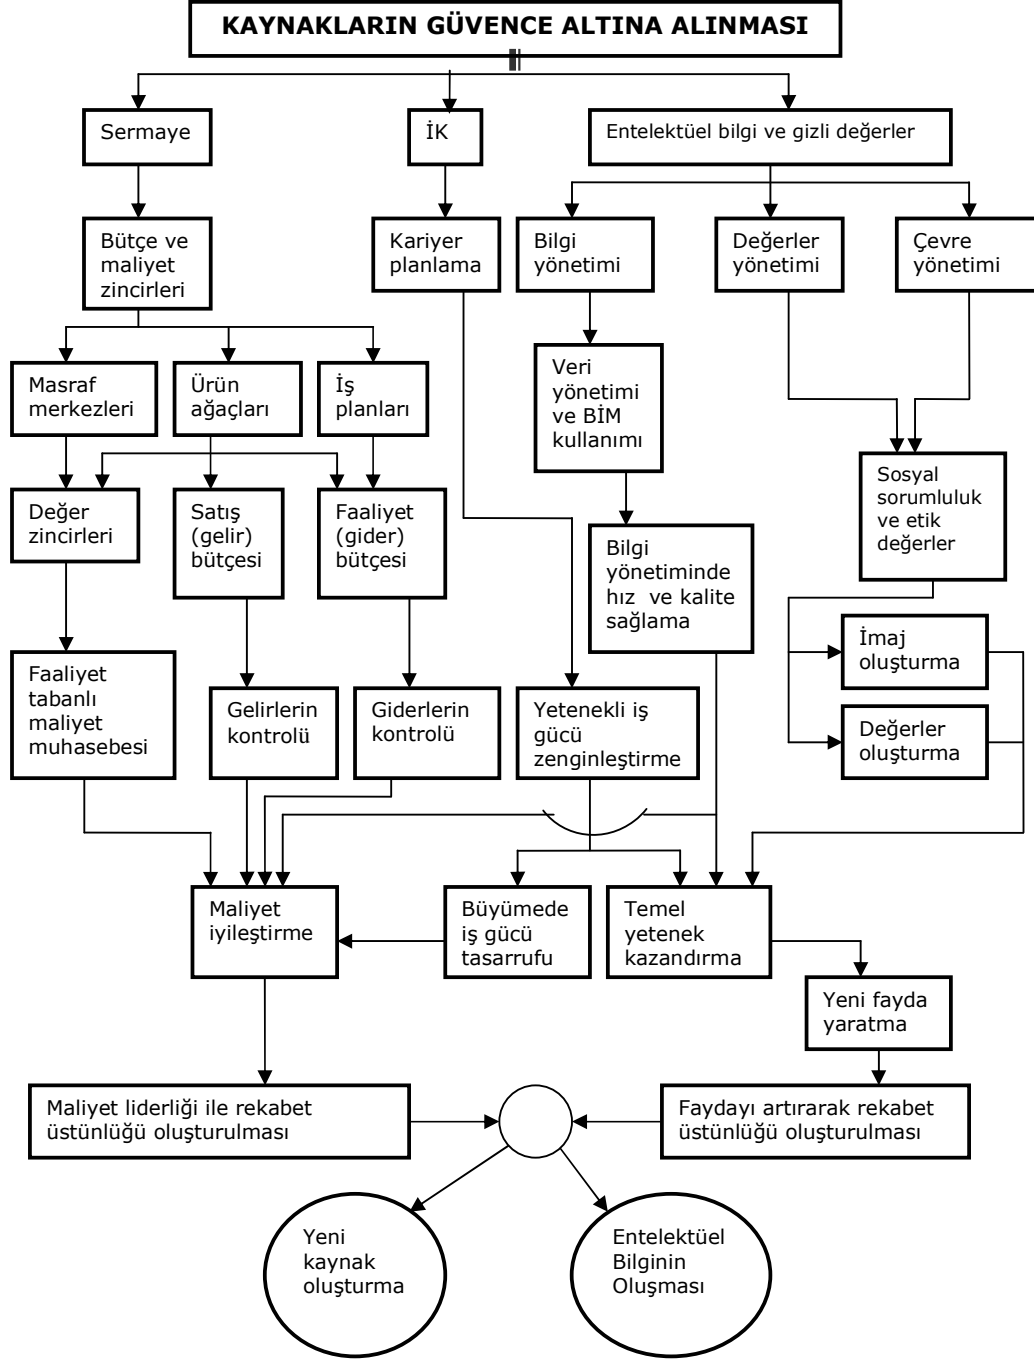 KAYNAKLARIN GÜVENCE ALTINA ALINMASI
Sermaye
İK
Entelektüel bilgi ve gizli değerler
Bütçe ve
maliyet
zincirleri
Kariyer
planlama
Bilgi
yönetimi
Değerler
yönetimi
Çevre
yönetimi
Masraf
merkezleri
Ürün
ağaçları
İş
planları
Veri
yönetimi
ve BİM
kullanımı
Değer
zincirleri
Satış
(gelir)
bütçesi
Faaliyet
(gider)
bütçesi
Bilgi
yönetiminde
hız ve kalite
sağlama
Sosyal
sorumluluk
ve etik
değerler
Faaliyet
tabanlı
maliyet
muhasebesi
Gelirlerin
kontrolü
Giderlerin
kontrolü
Yetenekli iş
gücü
zenginleştirme
İmaj
oluşturma
Değerler
oluşturma
Maliyet
iyileştirme
Büyümede
iş gücü
tasarrufu
Temel
yetenek
kazandırma
Yeni fayda
yaratma
Maliyet liderliği ile rekabet
üstünlüğü oluşturulması
Faydayı artırarak rekabet
üstünlüğü oluşturulması
Yeni
kaynak
oluşturma
Entelektüel
Bilginin
Oluşması